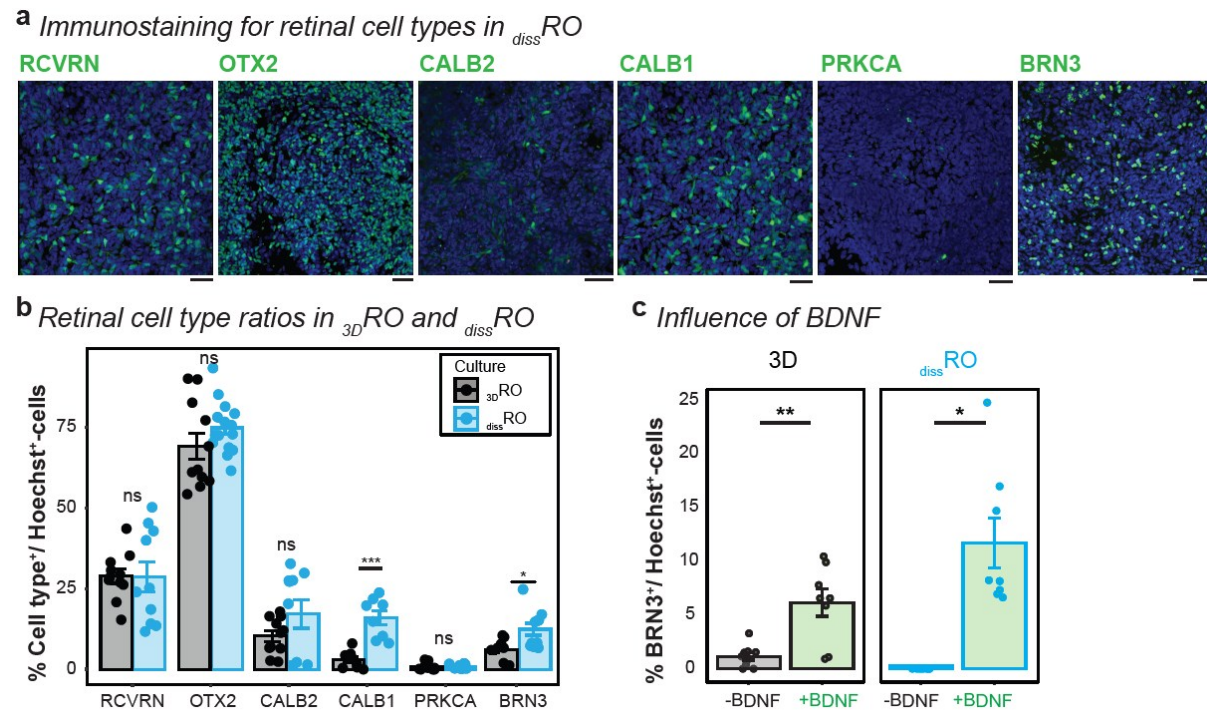 a Immunostaining for retinal cell types in dissRO
RCVRN OTX2 CALB2 CALB1 PRKCA BRN3
b Retinal cell type ratios in 3DRO and dissRO
% Cell type+/ Hoechst+-cells
75
50
25
0
ns
ns
ns
***
ns
*
Culture
3DRO
dissRO
RCVRN OTX2 CALB2 CALB1 PRKCA BRN3
c Influence of BDNF
3D dissRO
% BRN3+/ Hoechst+-cells
25
20
15
10
5
0
** *
-BDNF +BDNF -BDNF +BDNF